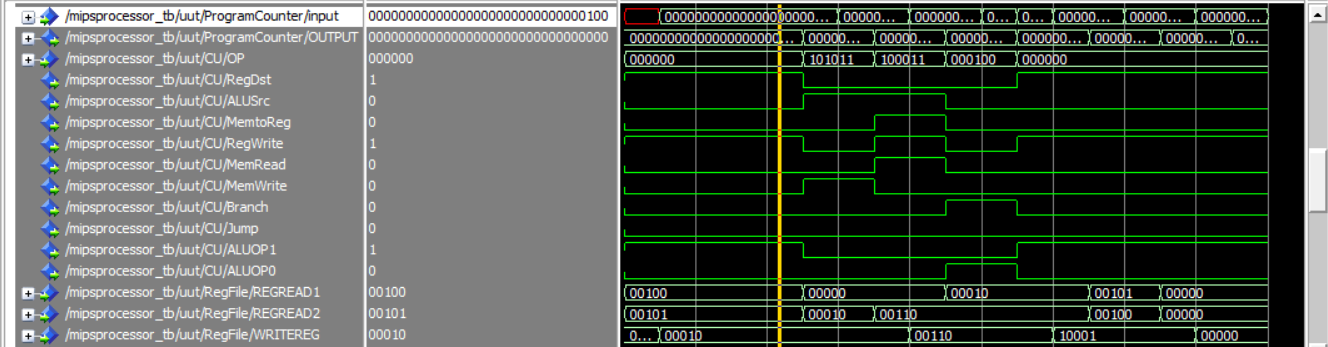 /mipsprocessor_tb/uut/ProgramCounter/input 00000000000000000000000000000100 00000000000000000000... 00000... 000000... 0... 0... 00000... 00000... 000000...
/mipsprocessor_tb/uut/ProgramCounter/OUTPUT 00000000000000000000000000000000 00000000000000000000... 00000... 00000... 00000... 00000... 00000... 00000... 0...
/mipsprocessor_tb/uut/CU/OP 000000 000000 101011 100011 000100 000000
/mipsprocessor_tb/uut/CU/RegDst 1
/mipsprocessor_tb/uut/CU/ALUSrc 0
/mipsprocessor_tb/uut/CU/MemtoReg 0
/mipsprocessor_tb/uut/CU/RegWrite 1
/mipsprocessor_tb/uut/CU/MemRead 0
/mipsprocessor_tb/uut/CU/MemWrite 0
/mipsprocessor_tb/uut/CU/Branch 0
/mipsprocessor_tb/uut/CU/Jump 0
/mipsprocessor_tb/uut/CU/ALUOP1 1
/mipsprocessor_tb/uut/CU/ALUOP0 0
/mipsprocessor_tb/uut/RegFile/REGREAD1 00100 00100 00000 00010 00101 00000
/mipsprocessor_tb/uut/RegFile/REGREAD2 00101 00101 00010 00110 00100 00000
/mipsprocessor_tb/uut/RegFile/WRITEREG 00010 0... 00010 00110 10001 00000